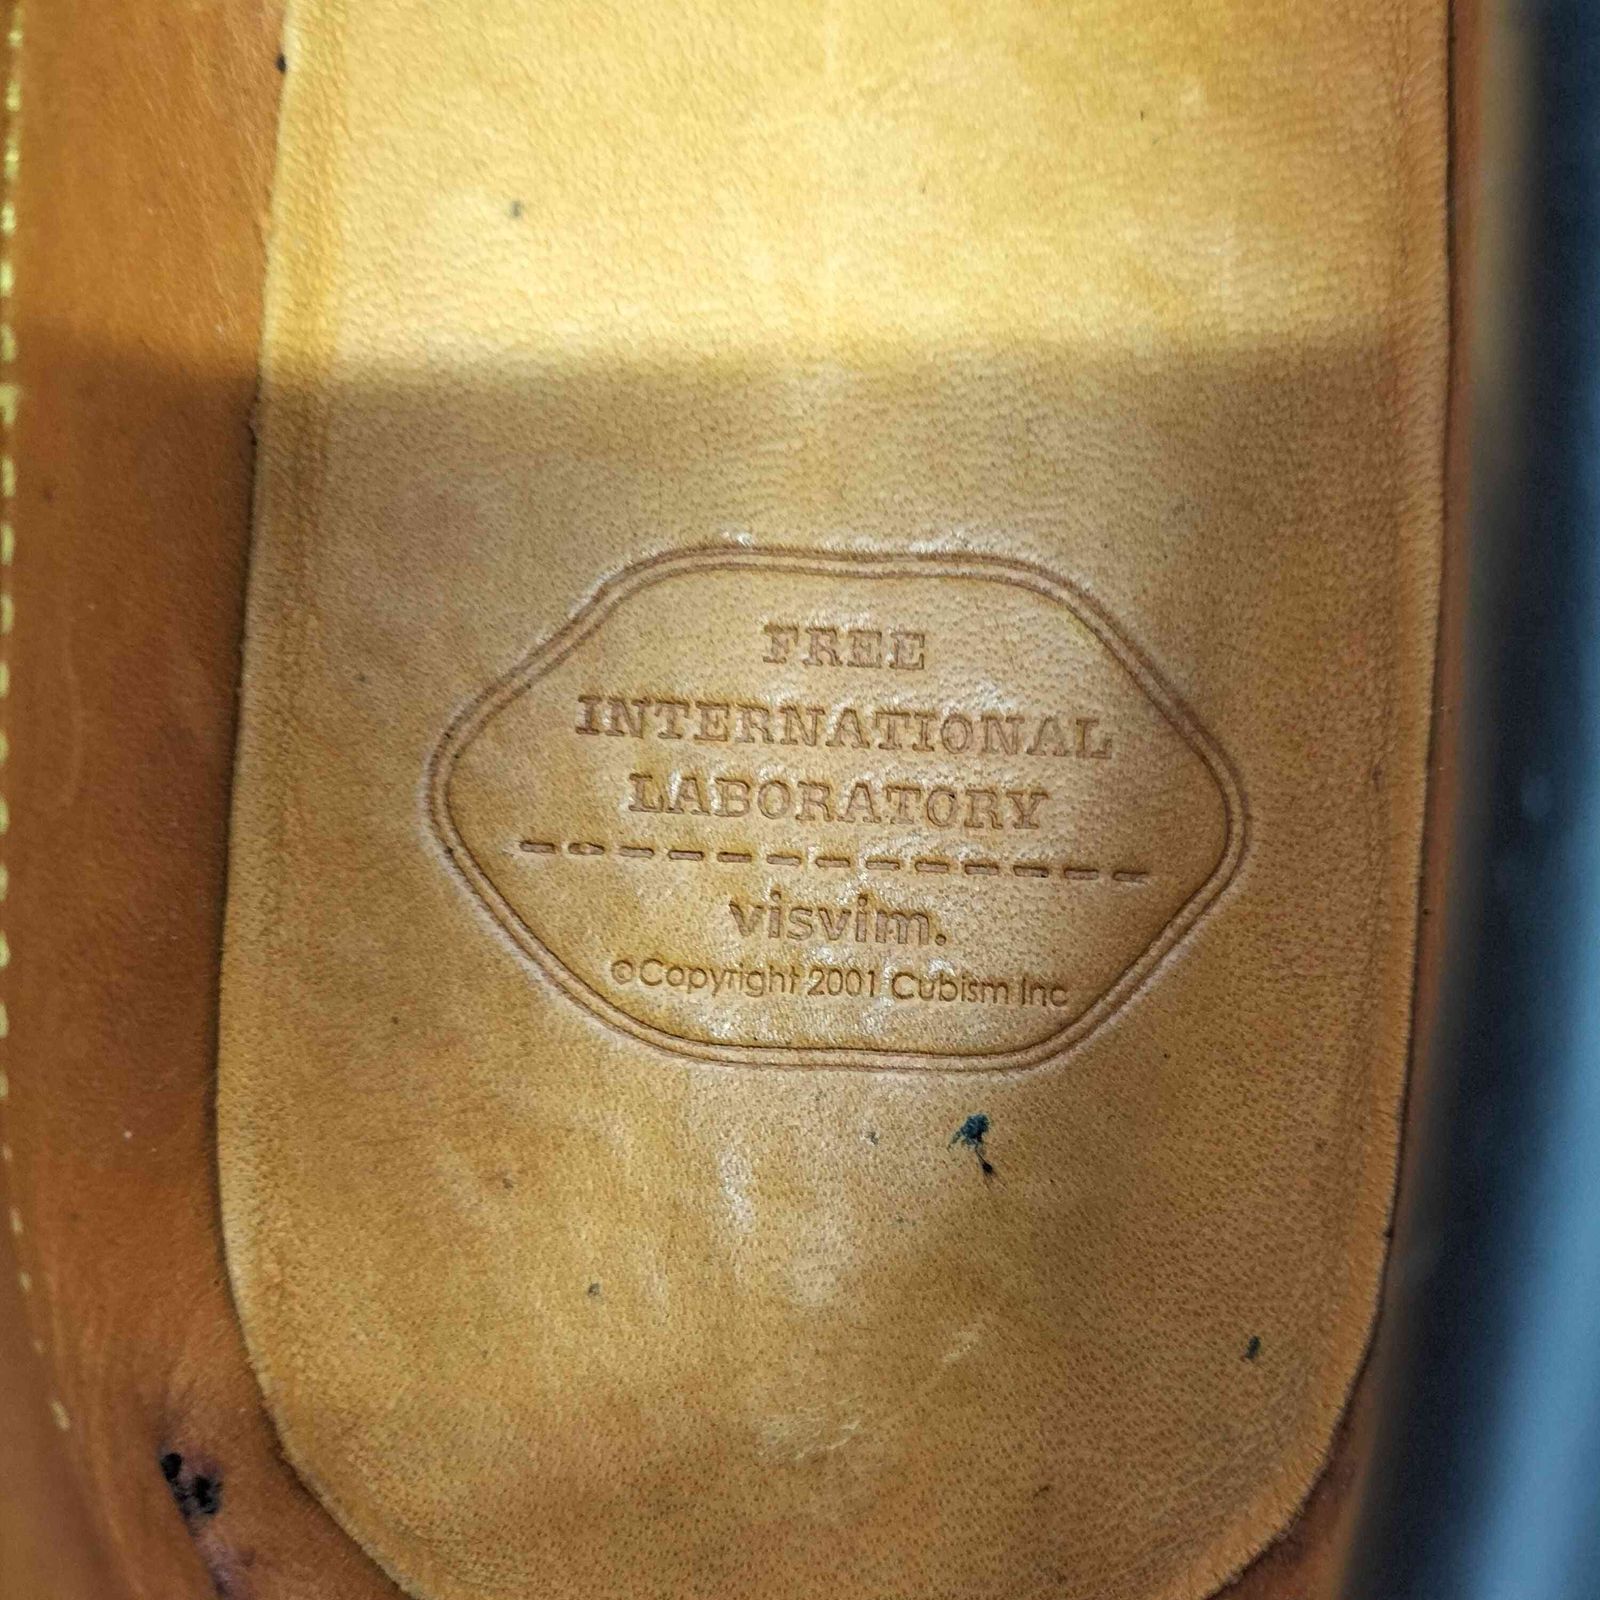 FREE
INTERNATIONAL
LABORATORY
visvim.
©Copyright 2001 Cubism Inc